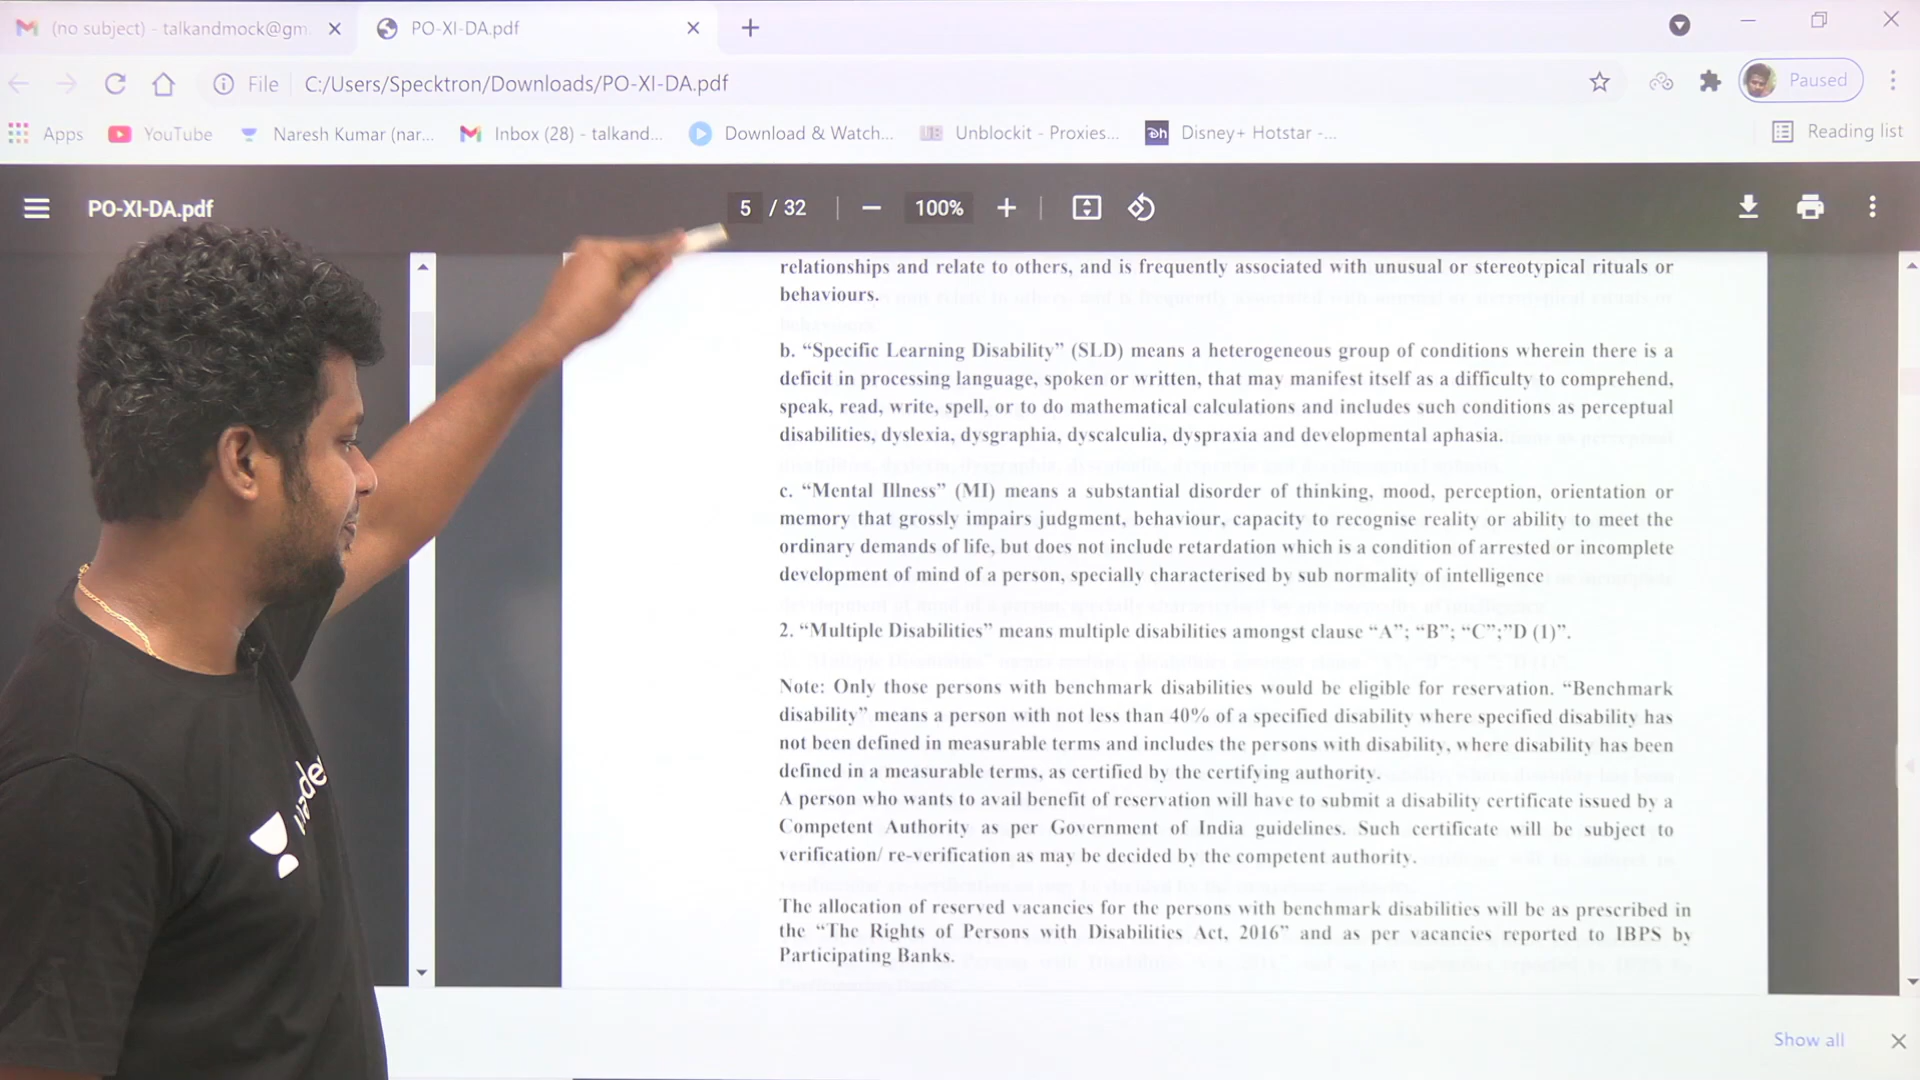 (no subject) - talkandmock@gm
PO-XI-DA.pdf
File C:/Users/Specktron/Downloads/PO-XI-DA.pdf
Paused
Apps YouTube Naresh Kumar (nar... Inbox (28) - talkand... Download & Watch... Unblockit - Proxies... Disney+ Hotstar -... Reading list
PO-XI-DA.pdf 5 / 32 100%
relationships and relate to others, and is frequently associated with unusual or stereotypical rituals or
behaviours.
b. “Specific Learning Disability” (SLD) means a heterogeneous group of conditions wherein there is a
deficit in processing language, spoken or written, that may manifest itself as a difficulty to comprehend,
speak, read, write, spell, or to do mathematical calculations and includes such conditions as perceptual
disabilities, dyslexia, dysgraphia, dyscalculia, dyspraxia and developmental aphasia.
c. “Mental Illness” (MI) means a substantial disorder of thinking, mood, perception, orientation or
memory that grossly impairs judgment, behaviour, capacity to recognise reality or ability to meet the
ordinary demands of life, but does not include retardation which is a condition of arrested or incomplete
development of mind of a person, specially characterised by sub normality of intelligence
2. “Multiple Disabilities” means multiple disabilities amongst clause “A”; “B”; “C”;”D (1)”.
Note: Only those persons with benchmark disabilities would be eligible for reservation. “Benchmark
disability” means a person with not less than 40% of a specified disability where specified disability has
not been defined in measurable terms and includes the persons with disability, where disability has been
defined in a measurable terms, as certified by the certifying authority.
A person who wants to avail benefit of reservation will have to submit a disability certificate issued by a
Competent Authority as per Government of India guidelines. Such certificate will be subject to
verification/ re-verification as may be decided by the competent authority.
The allocation of reserved vacancies for the persons with benchmark disabilities will be as prescribed in
the “The Rights of Persons with Disabilities Act, 2016” and as per vacancies reported to IBPS by
Participating Banks.
Show all